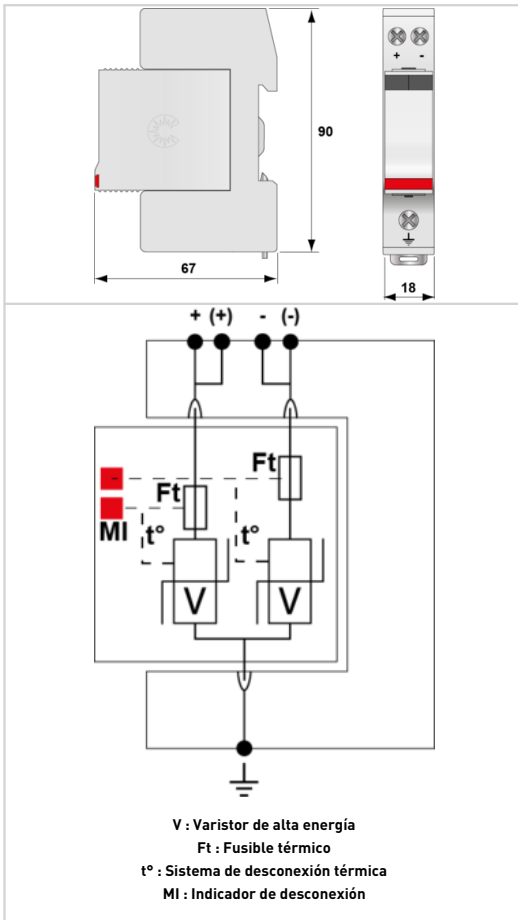 + -
90
67
18
+ (+) - (-)
Ft
Ft
MI t° t°
V V
V : Varistor de alta energía
Ft : Fusible térmico
t° : Sistema de desconexión térmica
MI : Indicador de desconexión